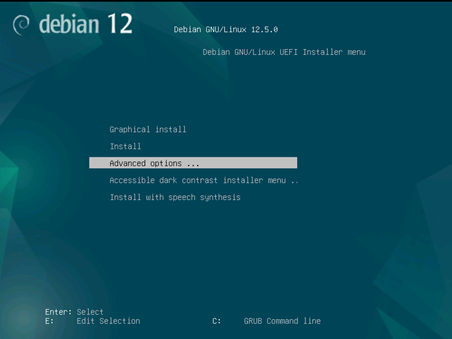 debian 12
Debian GNU/Linux 12.5.0
Debian GNU/Linux UEFI Installer menu
Graphical install
Install
Advanced options ...
Accessible dark contrast installer menu ..
Install with speech synthesis
Enter: Select
E: Edit Selection C: GRUB Command line